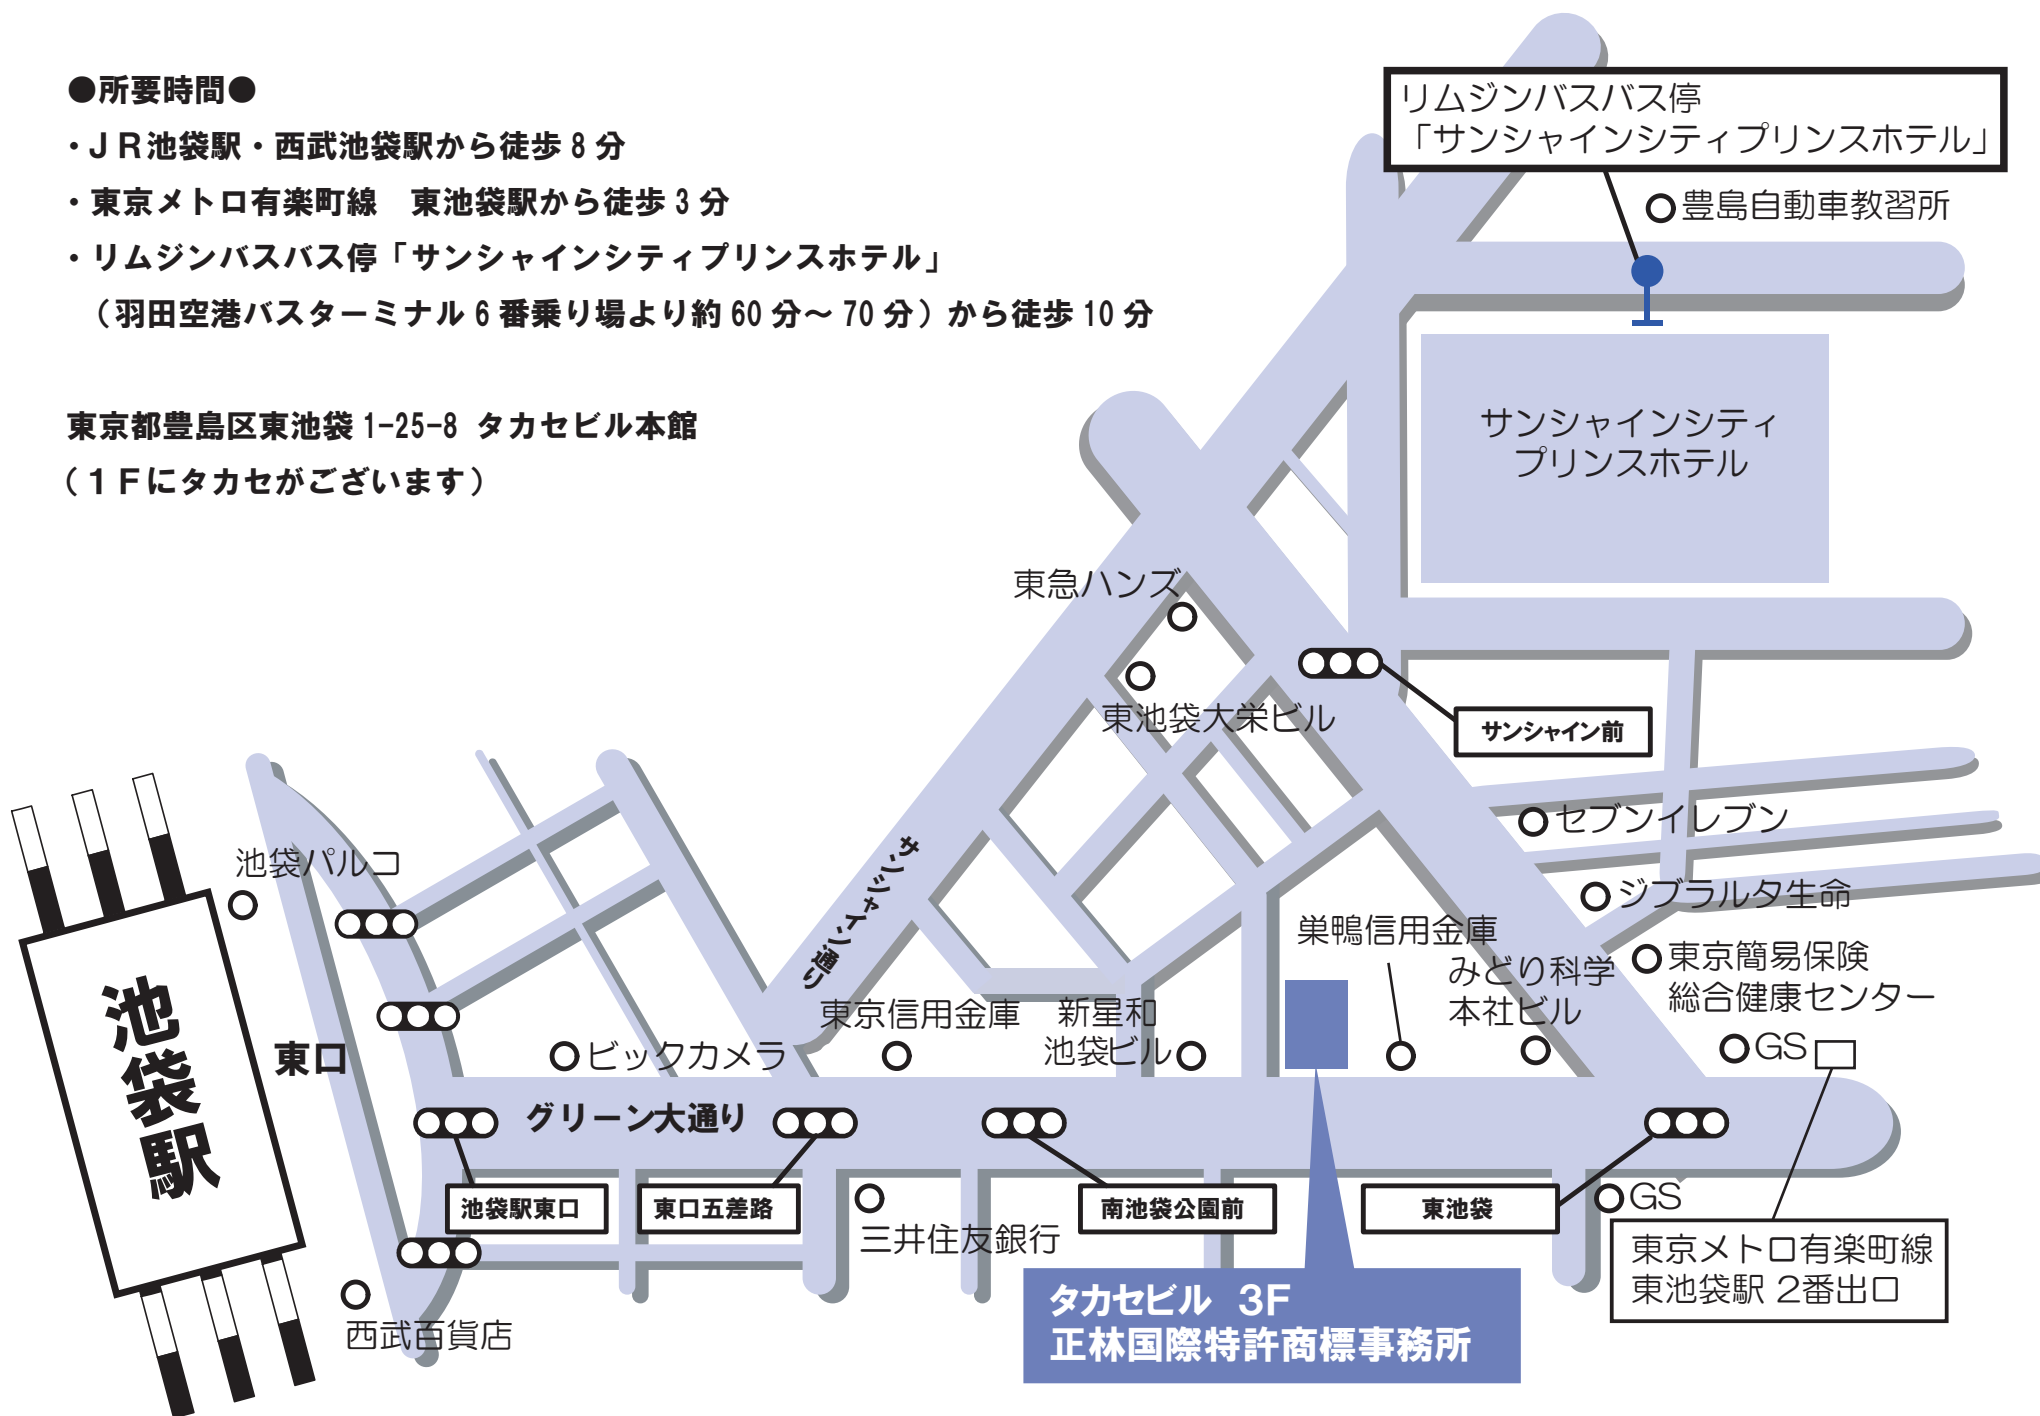 ●所要時間●
・ＪＲ池袋駅・西武池袋駅から徒歩 8 分
・東京メトロ有楽町線　東池袋駅から徒歩 3 分
・リムジンバスバス停「サンシャインシティプリンスホテル」
（羽田空港バスターミナル 6 番乗り場より約 60 分～ 70 分）から徒歩 10 分
東京都豊島区東池袋 1-25-8 タカセビル本館
（１Ｆにタカセがございます）
リムジンバスバス停
「サンシャインシティプリンスホテル」
豊島自動車教習所
サンシャインシティ
プリンスホテル
東急ハンズ
東池袋大栄ビル
サンシャイン前
セブンイレブン
池袋パルコ
サンシャイン通り
ジブラルタ生命
巣鴨信用金庫
みどり科学
本社ビル
東京簡易保険
総合健康センター
池袋駅
東口
東京信用金庫
新星和
池袋ビル
ビックカメラ
GS
グリーン大通り
池袋駅東口
東口五差路
南池袋公園前
東池袋
GS
三井住友銀行
東京メトロ有楽町線
東池袋駅 2番出口
西武百貨店
タカセビル　3F
正林国際特許商標事務所